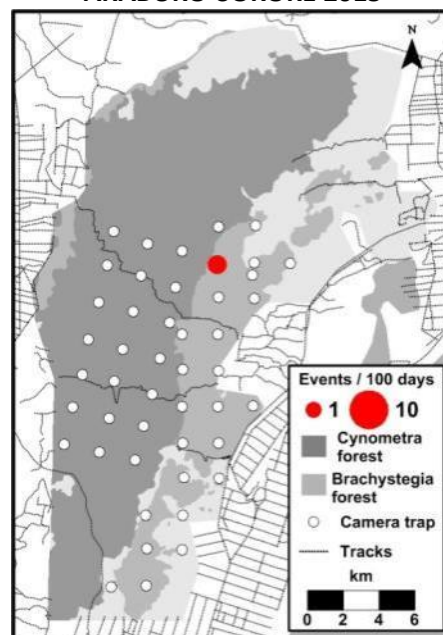 N
Events / 100 days
1 10
Cynometra
forest
Brachystegia
forest
Camera trap
Tracks
km
0 2 4 6